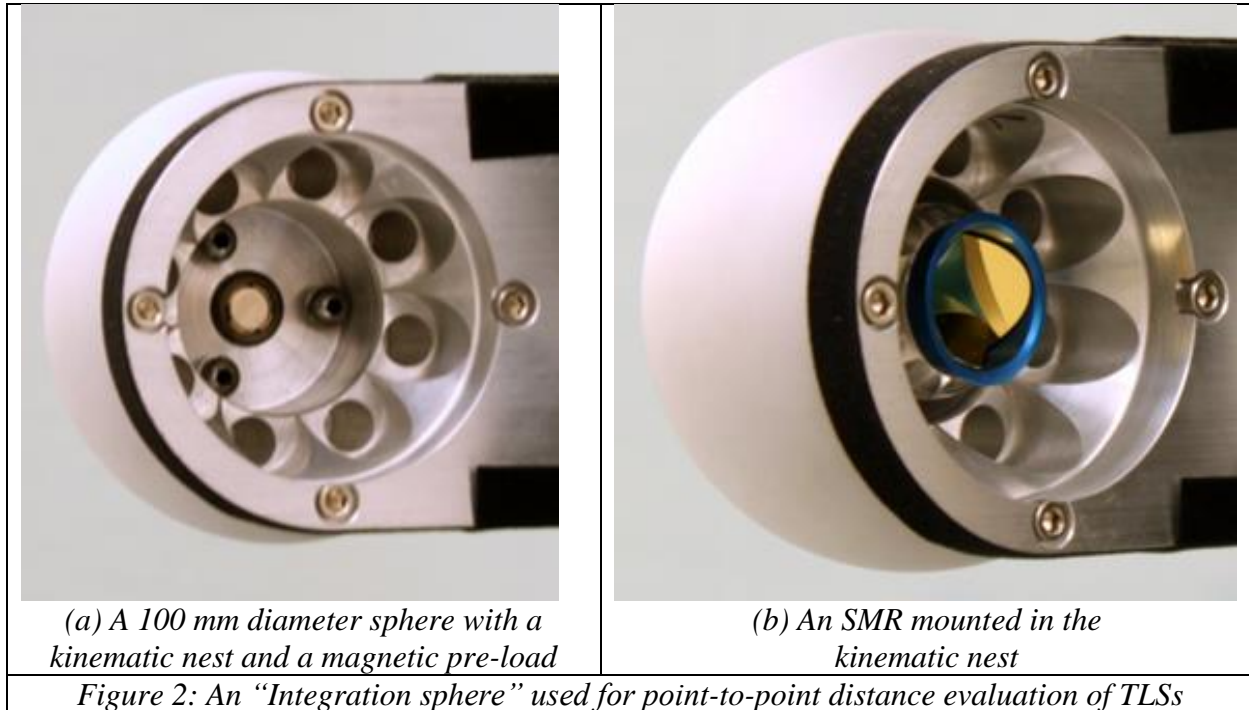 (a) A 100 mm diameter sphere with a
kinematic nest and a magnetic pre-load
(b) An SMR mounted in the
kinematic nest
Figure 2: An “Integration sphere” used for point-to-point distance evaluation of TLSs